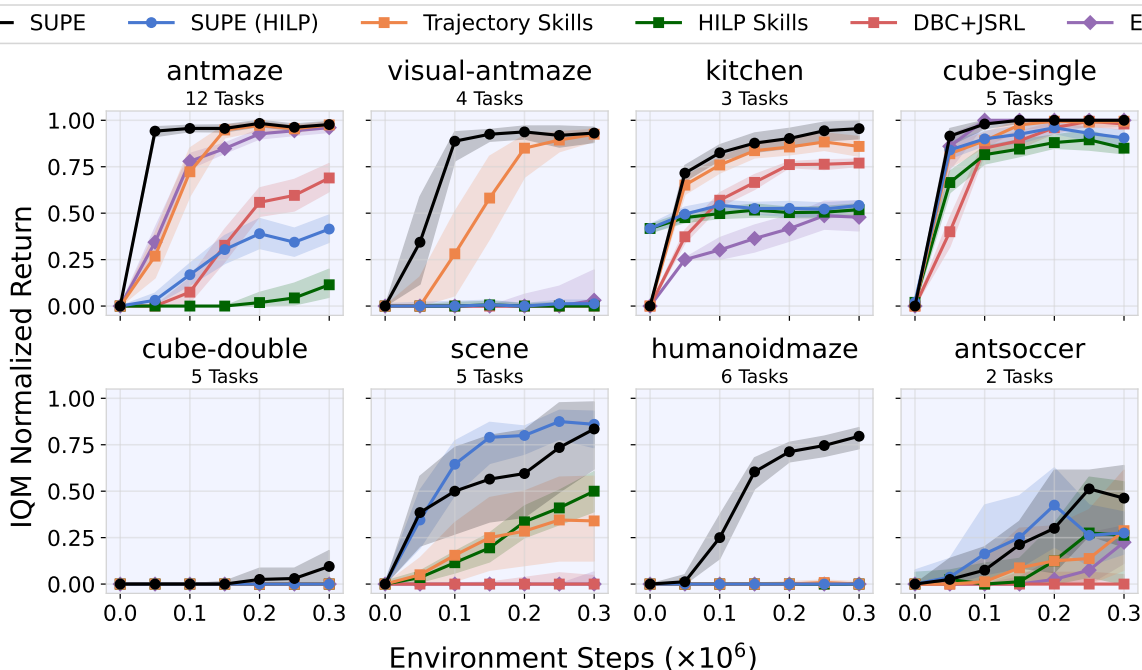 SUPE SUPE (HILP) Trajectory Skills HILP Skills DBC+JSRL E
antmaze visual-antmaze kitchen cube-single
12 Tasks 4 Tasks 3 Tasks 5 Tasks
1.00
0.75
0.50
0.25
0.00
cube-double scene humanoidmaze antsoccer
5 Tasks 5 Tasks 6 Tasks 2 Tasks
1.00
0.75
0.50
0.25
0.00
0.0 0.1 0.2 0.3 0.0 0.1 0.2 0.3 0.0 0.1 0.2 0.3 0.0 0.1 0.2 0.3
IQM Normalized Return
Environment Steps (×10⁶)